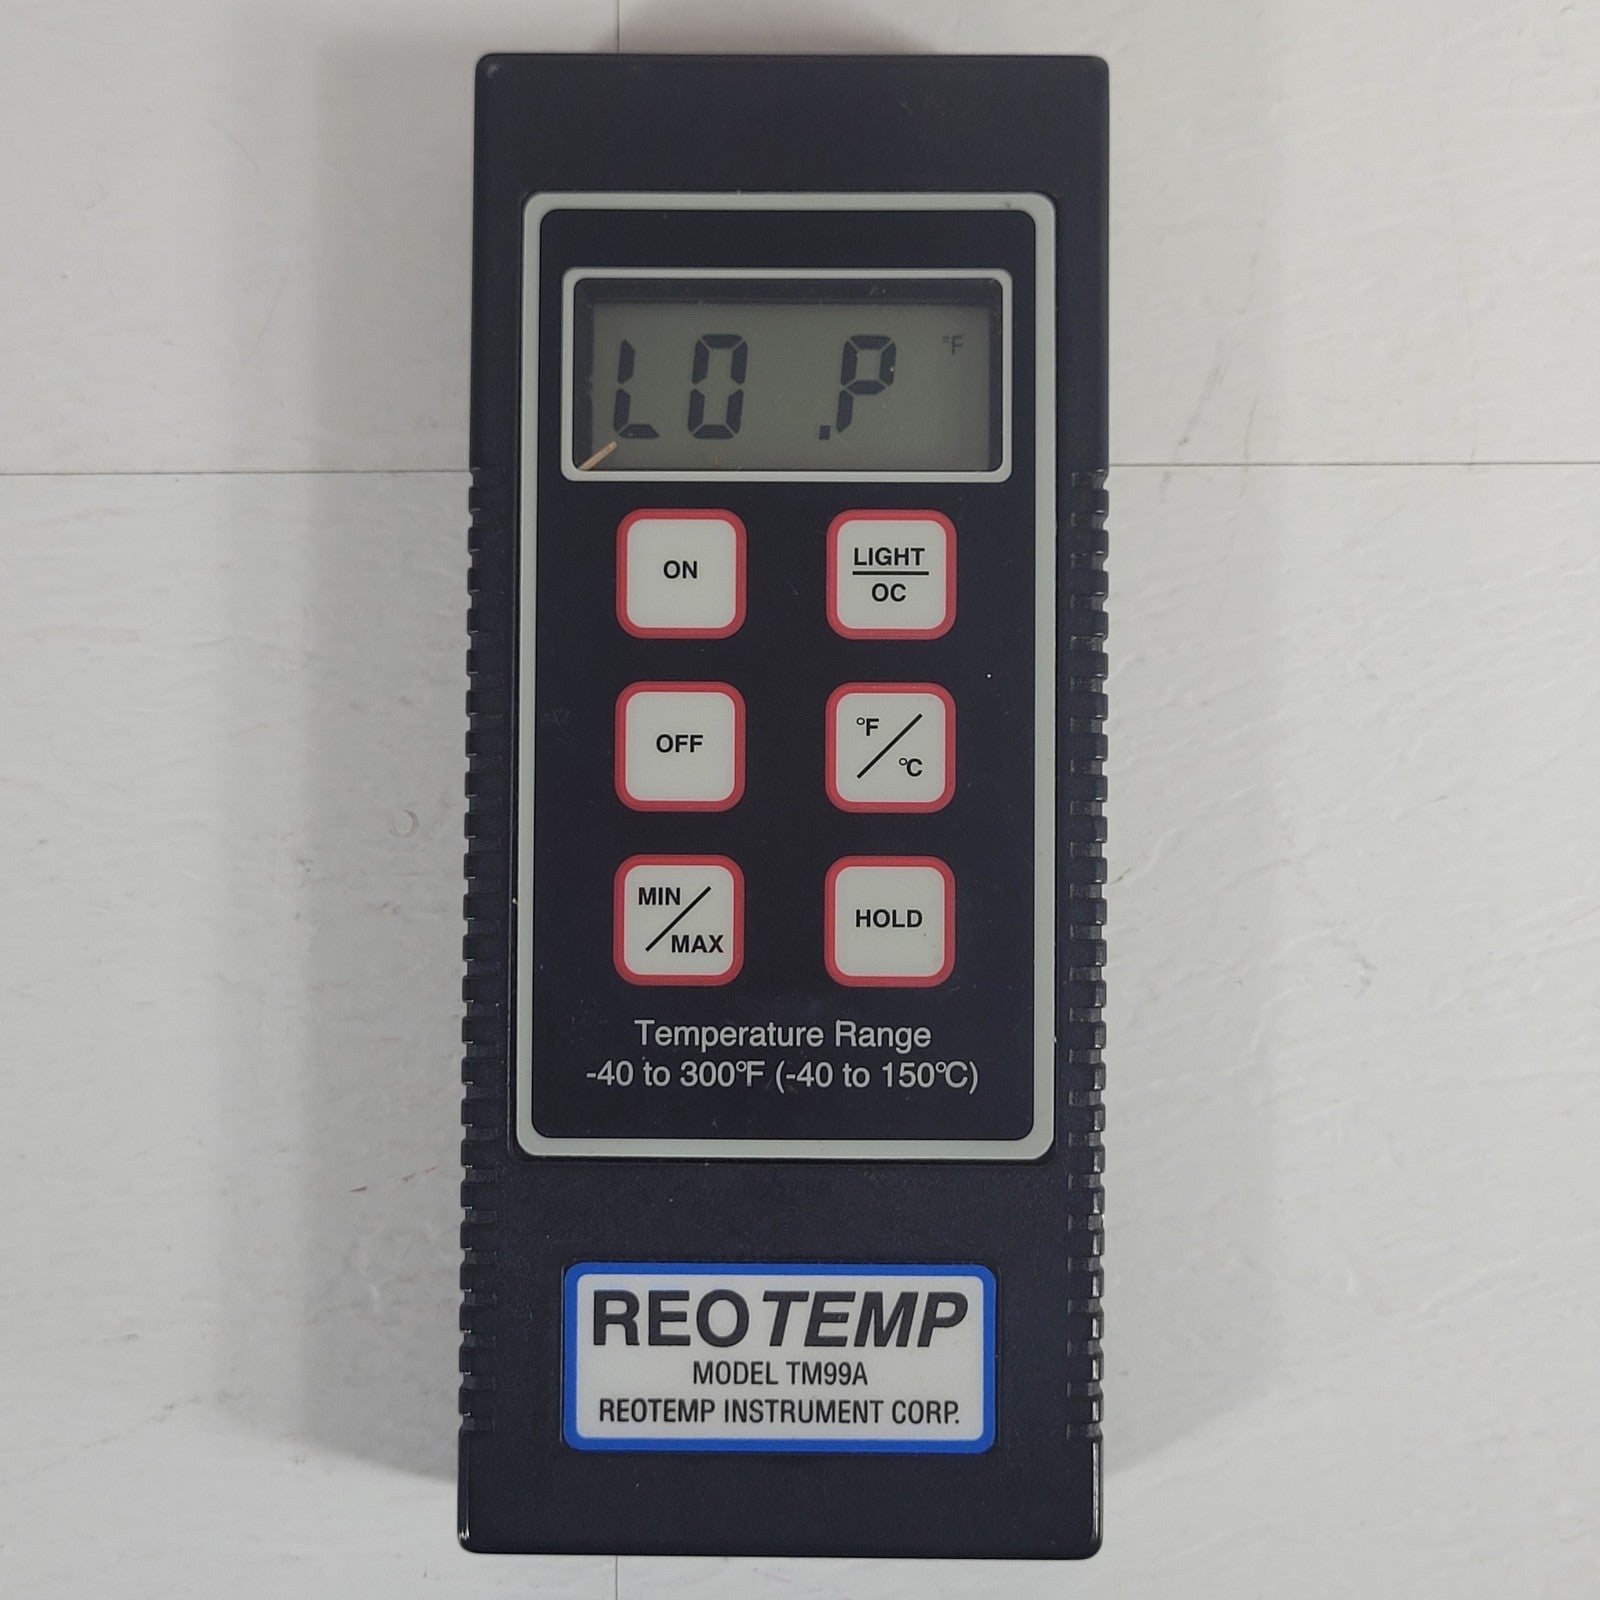 LO .P °F
ON
LIGHT
OC
OFF
°F/°C
MIN/MAX
HOLD
Temperature Range
-40 to 300°F (-40 to 150°C)
REOTEMP
MODEL TM99A
REOTEMP INSTRUMENT CORP.